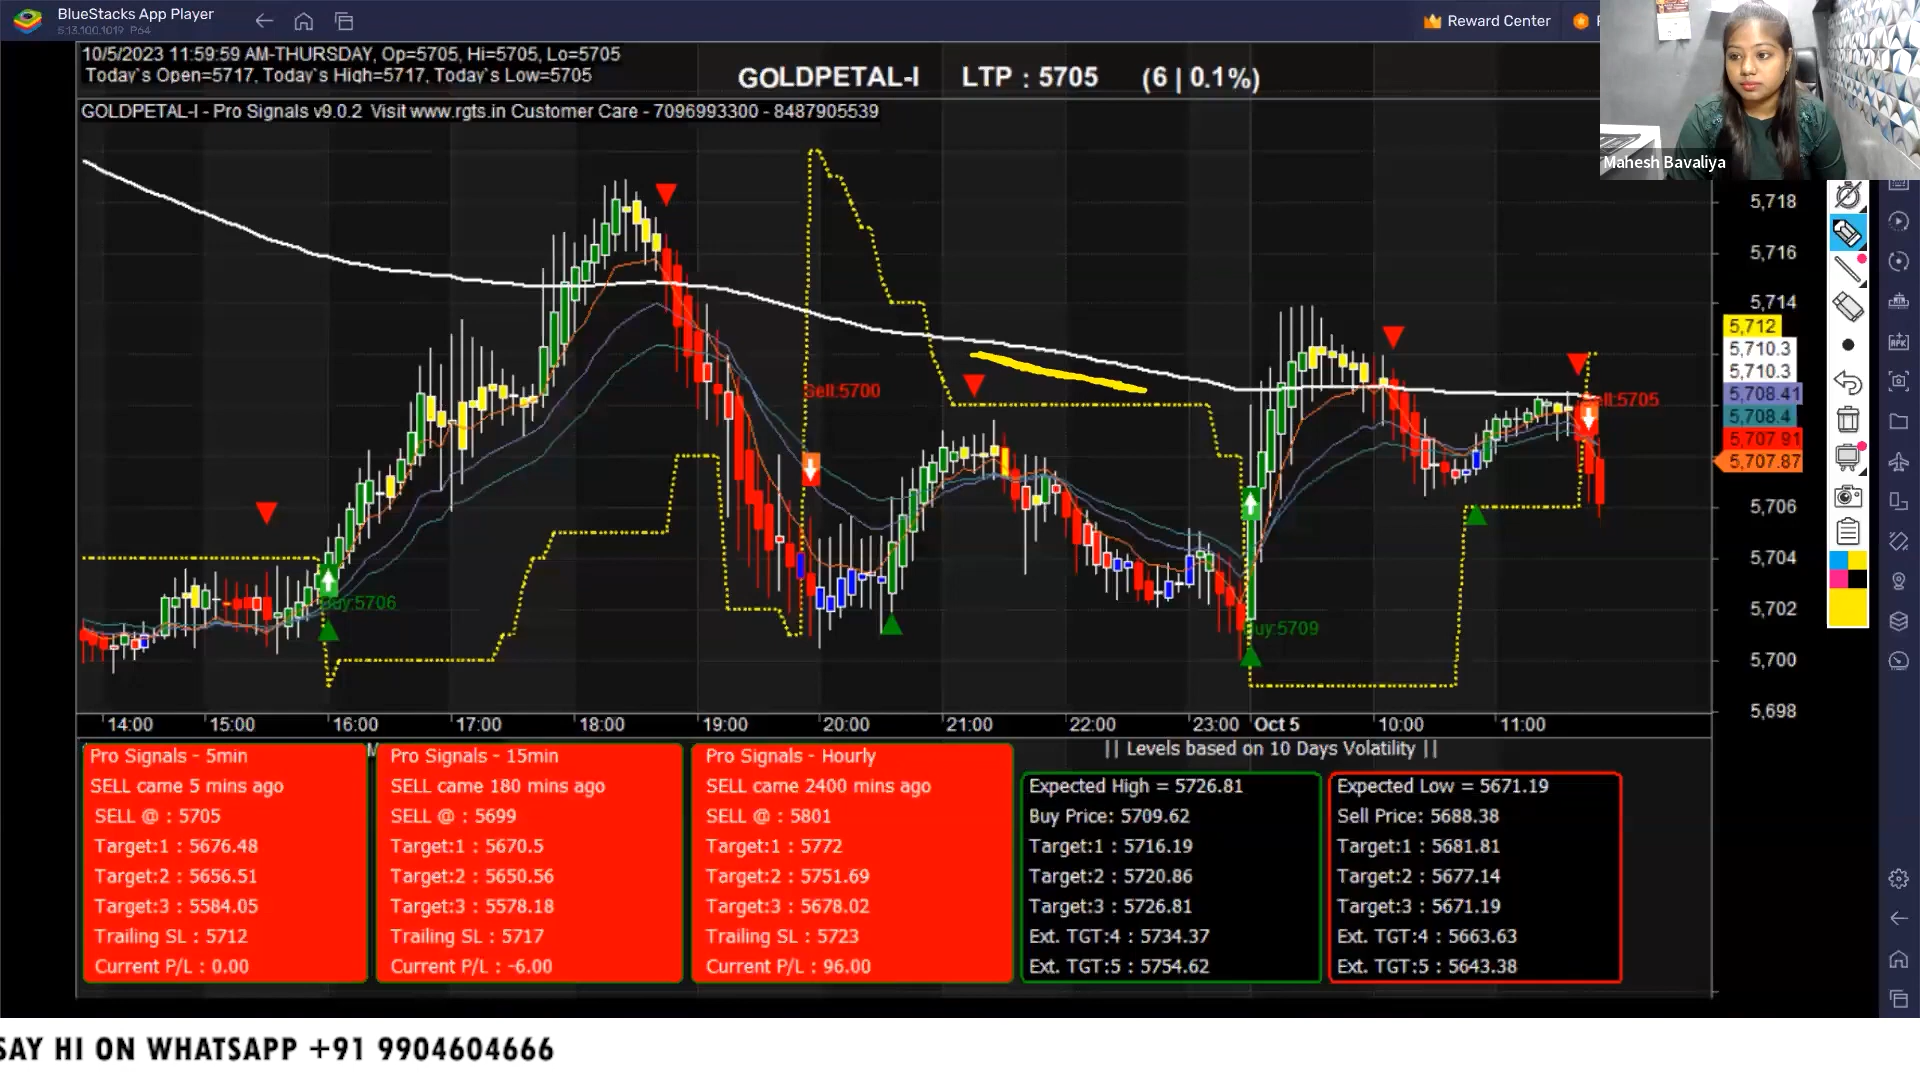 BlueStacks App Player
5.13.100.1019 P64
Reward Center
10/5/2023 11:59:59 AM-THURSDAY, Op=5705, Hi=5705, Lo=5705
Today`s Open=5717, Today`s High=5717, Today`s Low=5705
GOLDPETAL-I LTP : 5705 (6 | 0.1%)
GOLDPETAL-I - Pro Signals v9.0.2 Visit www.rgts.in Customer Care - 7096993300 - 8487905539
Mahesh Bavaliya
5,718
5,716
5,714
5,712
5,710.3
5,710.3
5,708.41
5,708.4
5,707.91
5,707.87
5,706
5,704
5,702
5,700
5,698
Sell:5700
ell:5705
Buy:5706
uy:5709
14:00 15:00 16:00 17:00 18:00 19:00 20:00 21:00 22:00 23:00 Oct 5 10:00 11:00
Pro Signals - 5min
SELL came 5 mins ago
SELL @ : 5705
Target:1 : 5676.48
Target:2 : 5656.51
Target:3 : 5584.05
Trailing SL : 5712
Current P/L : 0.00
M
Pro Signals - 15min
SELL came 180 mins ago
SELL @ : 5699
Target:1 : 5670.5
Target:2 : 5650.56
Target:3 : 5578.18
Trailing SL : 5717
Current P/L : -6.00
Pro Signals - Hourly
SELL came 2400 mins ago
SELL @ : 5801
Target:1 : 5772
Target:2 : 5751.69
Target:3 : 5678.02
Trailing SL : 5723
Current P/L : 96.00
|| Levels based on 10 Days Volatility ||
Expected High = 5726.81
Buy Price: 5709.62
Target:1 : 5716.19
Target:2 : 5720.86
Target:3 : 5726.81
Ext. TGT:4 : 5734.37
Ext. TGT:5 : 5754.62
Expected Low = 5671.19
Sell Price: 5688.38
Target:1 : 5681.81
Target:2 : 5677.14
Target:3 : 5671.19
Ext. TGT:4 : 5663.63
Ext. TGT:5 : 5643.38
SAY HI ON WHATSAPP +91 9904604666